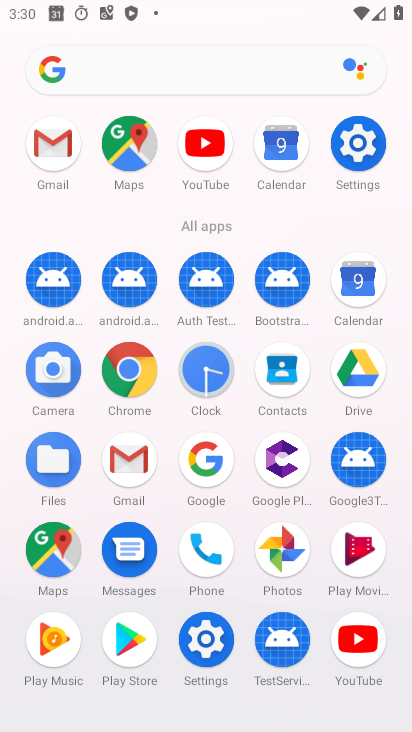 3:30 31
G
Gmail Maps YouTube 9 Calendar Settings
All apps
android.a... android.a... Auth Test... Bootstra... 9 Calendar
Camera Chrome Clock Contacts Drive
Files Gmail Google Google Pl... Google3T...
Maps Messages Phone Photos Play Movi...
Play Music Play Store Settings TestServi... YouTube